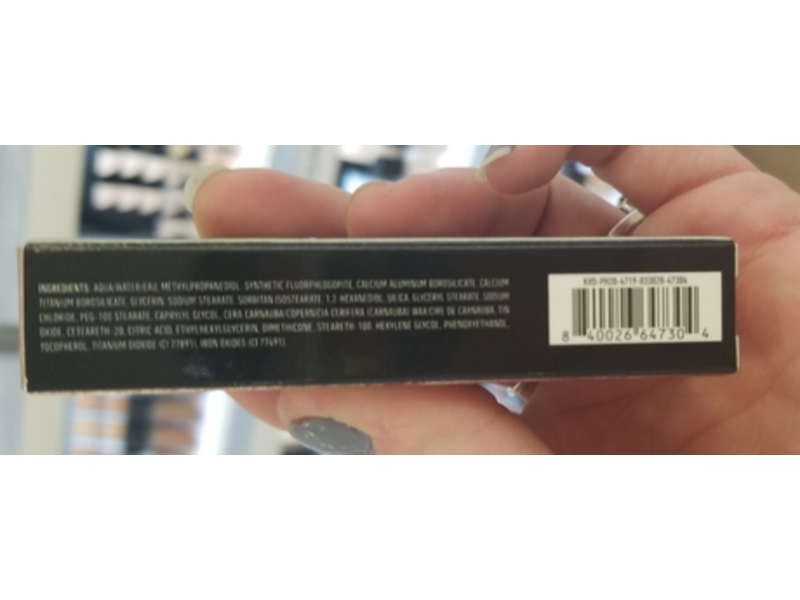 INGREDIENTS: AQUA/WATER/EAU, METHYLPROPANEDIOL, SYNTHETIC FLUORPHLOGOPITE, CALCIUM ALUMINUM BOROSILICATE, CALCIUM
TITANIUM BOROSILICATE, GLYCERIN, SODIUM STEARATE, SORBITAN ISOSTEARATE, 1,2-HEXANEDIOL, SILICA, GLYCERYL STEARATE, SODIUM
CHLORIDE, PEG-100 STEARATE, CAPRYLYL GLYCOL, CERA CARNAUBA/COPERNICIA CERIFERA (CARNAUBA) WAX/CIRE DE CARNAUBA, TIN
OXIDE, CETEARETH-20, CITRIC ACID, ETHYLHEXYLGLYCERIN, DIMETHICONE, STEARETH-100, HEXYLENE GLYCOL, PHENOXYETHANOL,
TOCOPHEROL, TITANIUM DIOXIDE (CI 77891), IRON OXIDES (CI 77491).
8 40026 64730 4